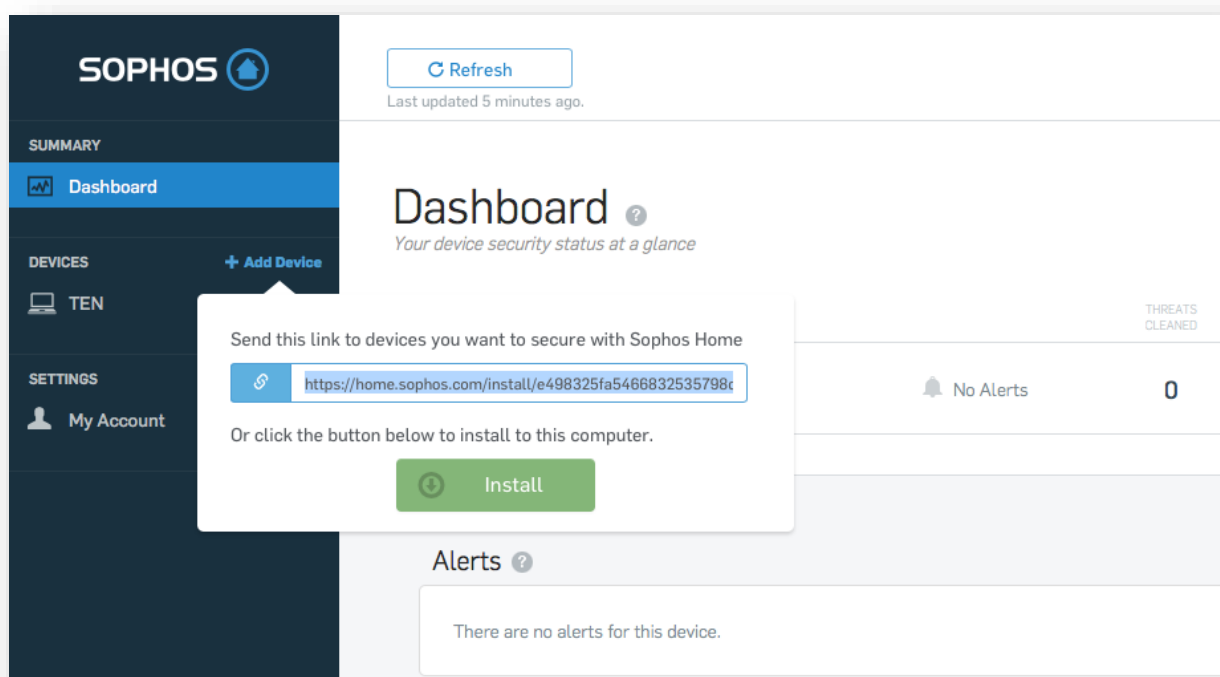 SOPHOS
Refresh
Last updated 5 minutes ago.
SUMMARY
Dashboard
Dashboard ?
Your device security status at a glance
DEVICES
+ Add Device
TEN
THREATS
CLEANED
Send this link to devices you want to secure with Sophos Home
https://home.sophos.com/install/e498325fa5466832535798
SETTINGS
My Account
No Alerts
0
Or click the button below to install to this computer.
Install
Alerts ?
There are no alerts for this device.